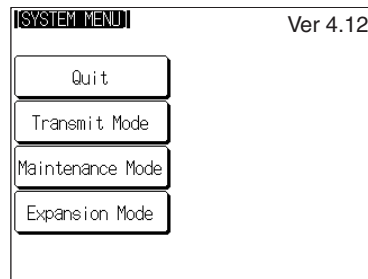 [SYSTEM MENU]
Ver 4.12
Quit
Transmit Mode
Maintenance Mode
Expansion Mode